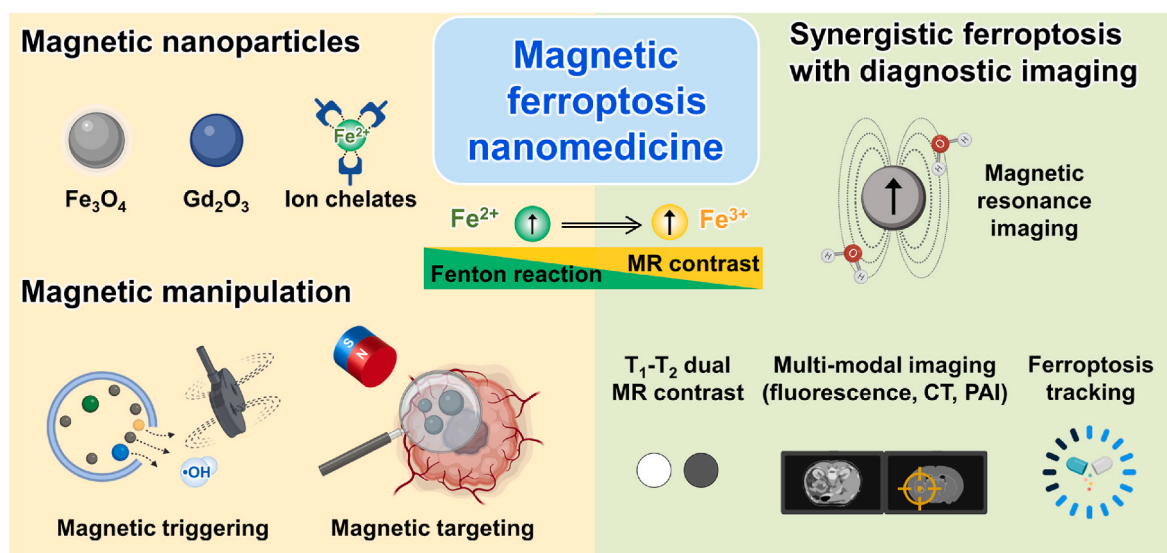 Magnetic nanoparticles
Fe₃O₄
Gd₂O₃
Fe²⁺
Ion chelates
Magnetic
ferroptosis
nanomedicine
Fe²⁺
Fe³⁺
Fenton reaction
MR contrast
Magnetic manipulation
•OH
Magnetic triggering
S
N
Magnetic targeting
Synergistic ferroptosis
with diagnostic imaging
O
H
H
O
H
H
Magnetic
resonance
imaging
T₁-T₂ dual
MR contrast
Multi-modal imaging
(fluorescence, CT, PAI)
Ferroptosis
tracking